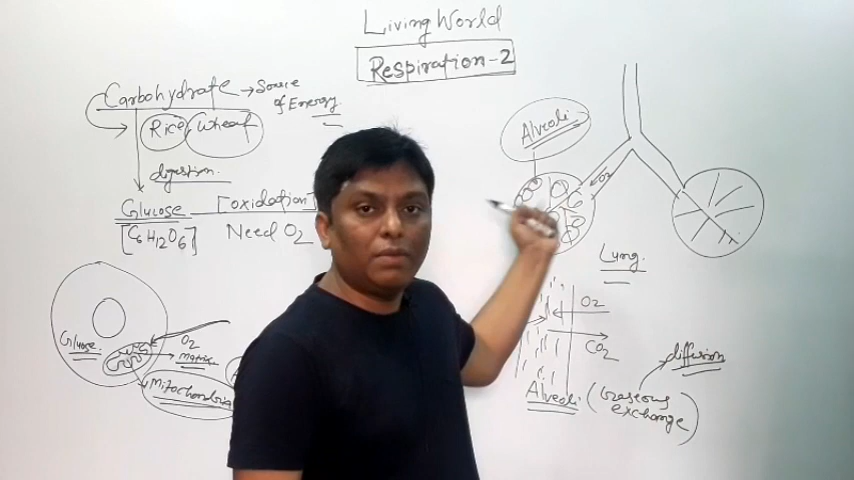 Living World
Respiration-2
Carbohydrate → Source
of Energy
Rice Wheat
digestion
Glucose [oxidation]
[C6H12O6] Need O2
Glucose
O2
matrix
Mitochondria
Alveoli
O2
Lung
O2
CO2
diffusion
Alveoli (Gaseous
exchange)